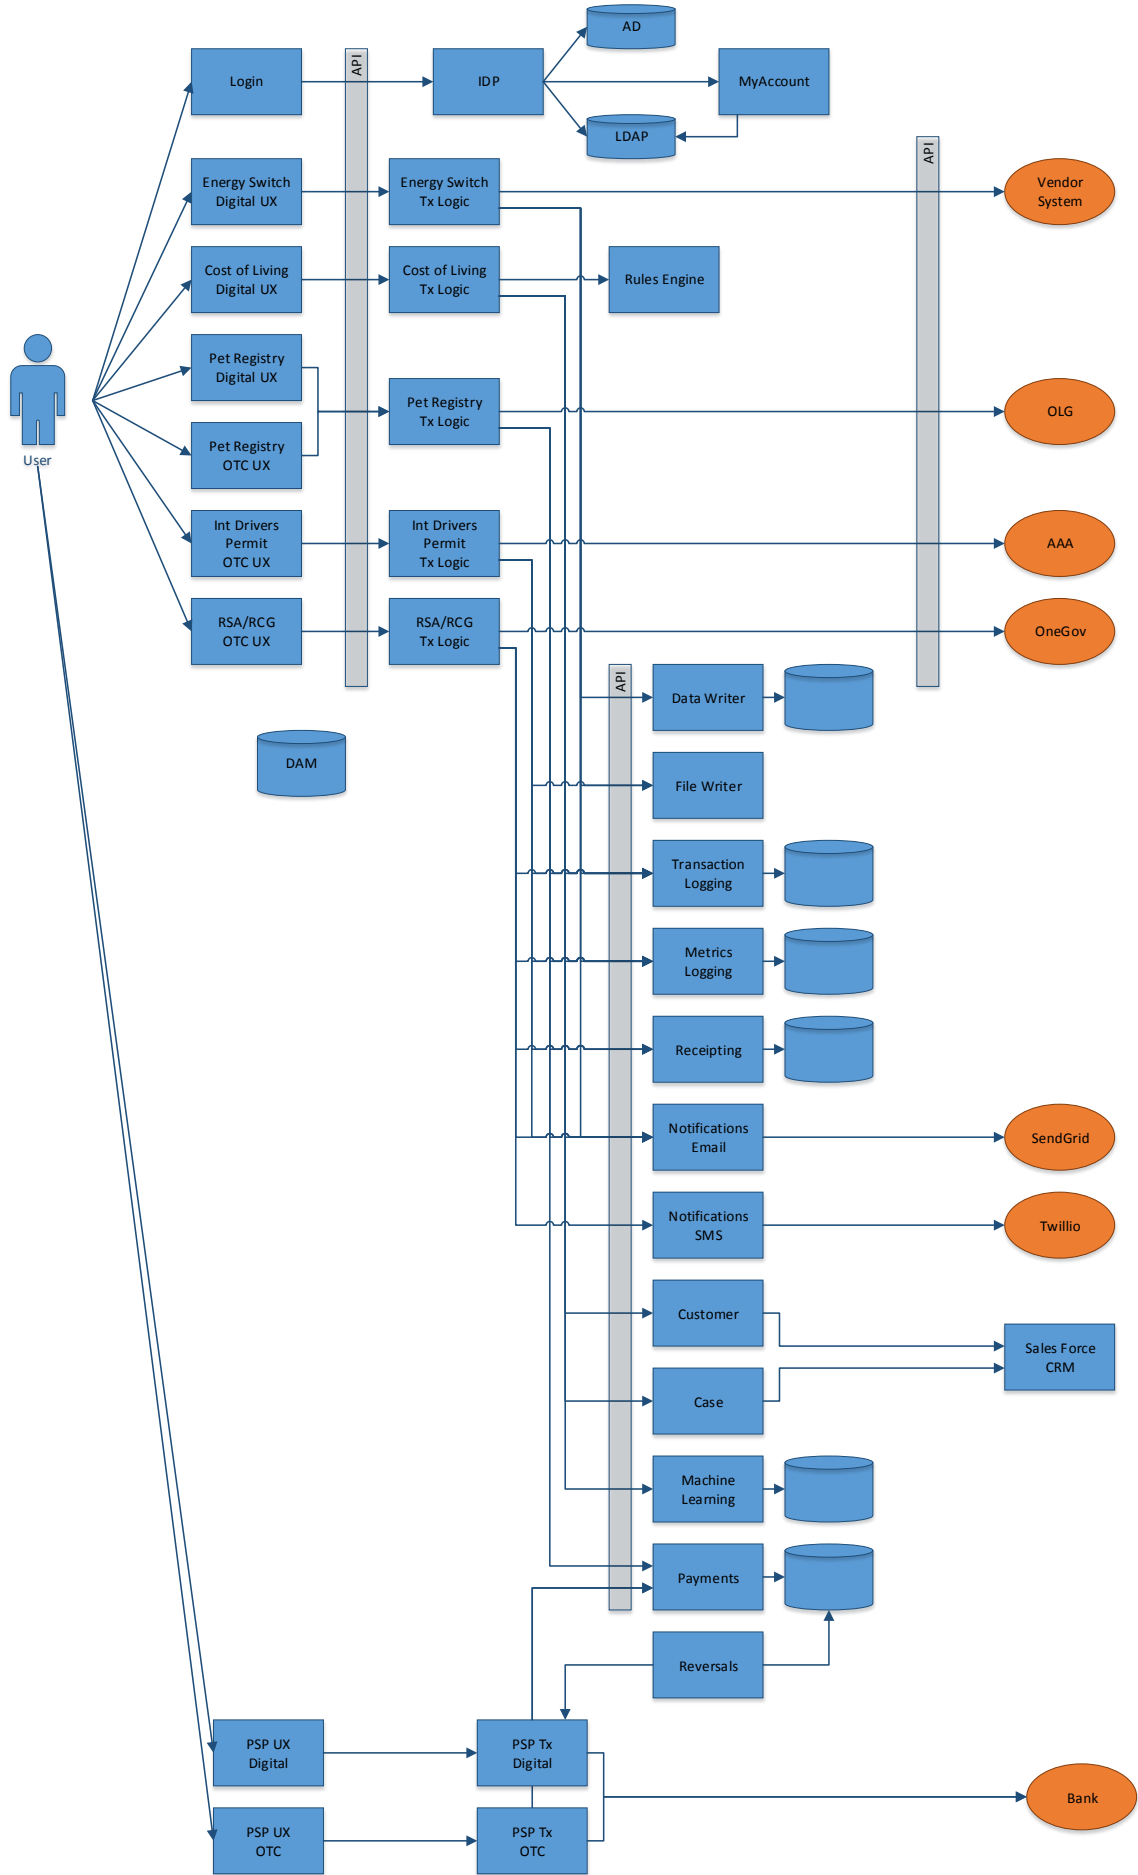 AD
API
Login
IDP
MyAccount
LDAP
API
Energy Switch
Digital UX
Energy Switch
Tx Logic
Vendor
System
Cost of Living
Digital UX
Cost of Living
Tx Logic
Rules Engine
Pet Registry
Digital UX
Pet Registry
Tx Logic
OLG
User
Pet Registry
OTC UX
Int Drivers
Permit
OTC UX
Int Drivers
Permit
Tx Logic
AAA
RSA/RCG
OTC UX
RSA/RCG
Tx Logic
OneGov
API
Data Writer
DAM
File Writer
Transaction
Logging
Metrics
Logging
Receipting
Notifications
Email
SendGrid
Notifications
SMS
Twillio
Customer
Sales Force
CRM
Case
Machine
Learning
Payments
Reversals
PSP UX
Digital
PSP Tx
Digital
Bank
PSP UX
OTC
PSP Tx
OTC